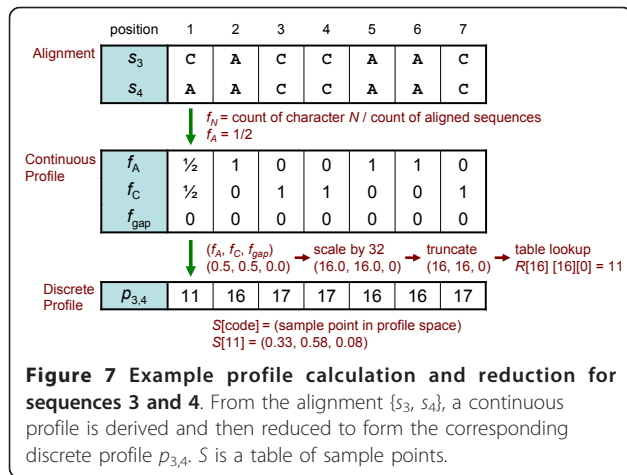 position 1 2 3 4 5 6 7
Alignment
s3 C A C C A A C
s4 A A C C A A C
fN = count of character N / count of aligned sequences
fA = 1/2
Continuous Profile
fA ½ 1 0 0 1 1 0
fC ½ 0 1 1 0 0 1
fgap 0 0 0 0 0 0 0
(fA, fC, fgap) → scale by 32 → truncate → table lookup
(0.5, 0.5, 0.0) (16.0, 16.0, 0) (16, 16, 0) R[16] [16][0] = 11
Discrete Profile
p3,4 11 16 17 17 16 16 17
S[code] = (sample point in profile space)
S[11] = (0.33, 0.58, 0.08)
Figure 7 Example profile calculation and reduction for
sequences 3 and 4. From the alignment {s3, s4}, a continuous
profile is derived and then reduced to form the corresponding
discrete profile p3,4. S is a table of sample points.